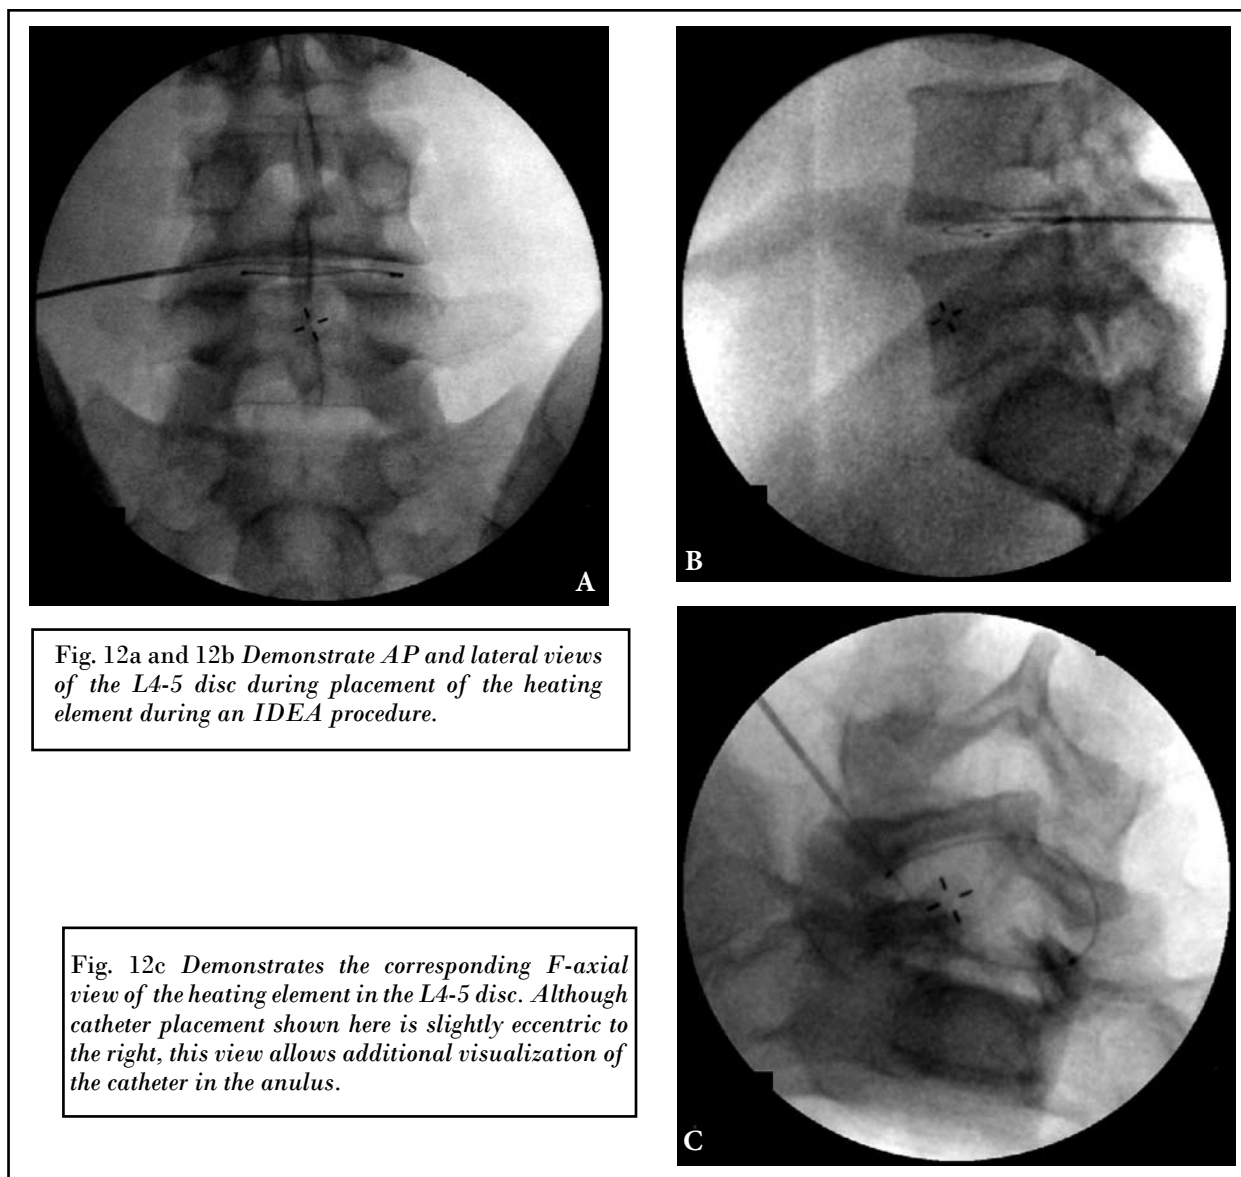 A
B
Fig. 12a and 12b Demonstrate AP and lateral views
of the L4-5 disc during placement of the heating
element during an IDEA procedure.
Fig. 12c Demonstrates the corresponding F-axial
view of the heating element in the L4-5 disc. Although
catheter placement shown here is slightly eccentric to
the right, this view allows additional visualization of
the catheter in the anulus.
C